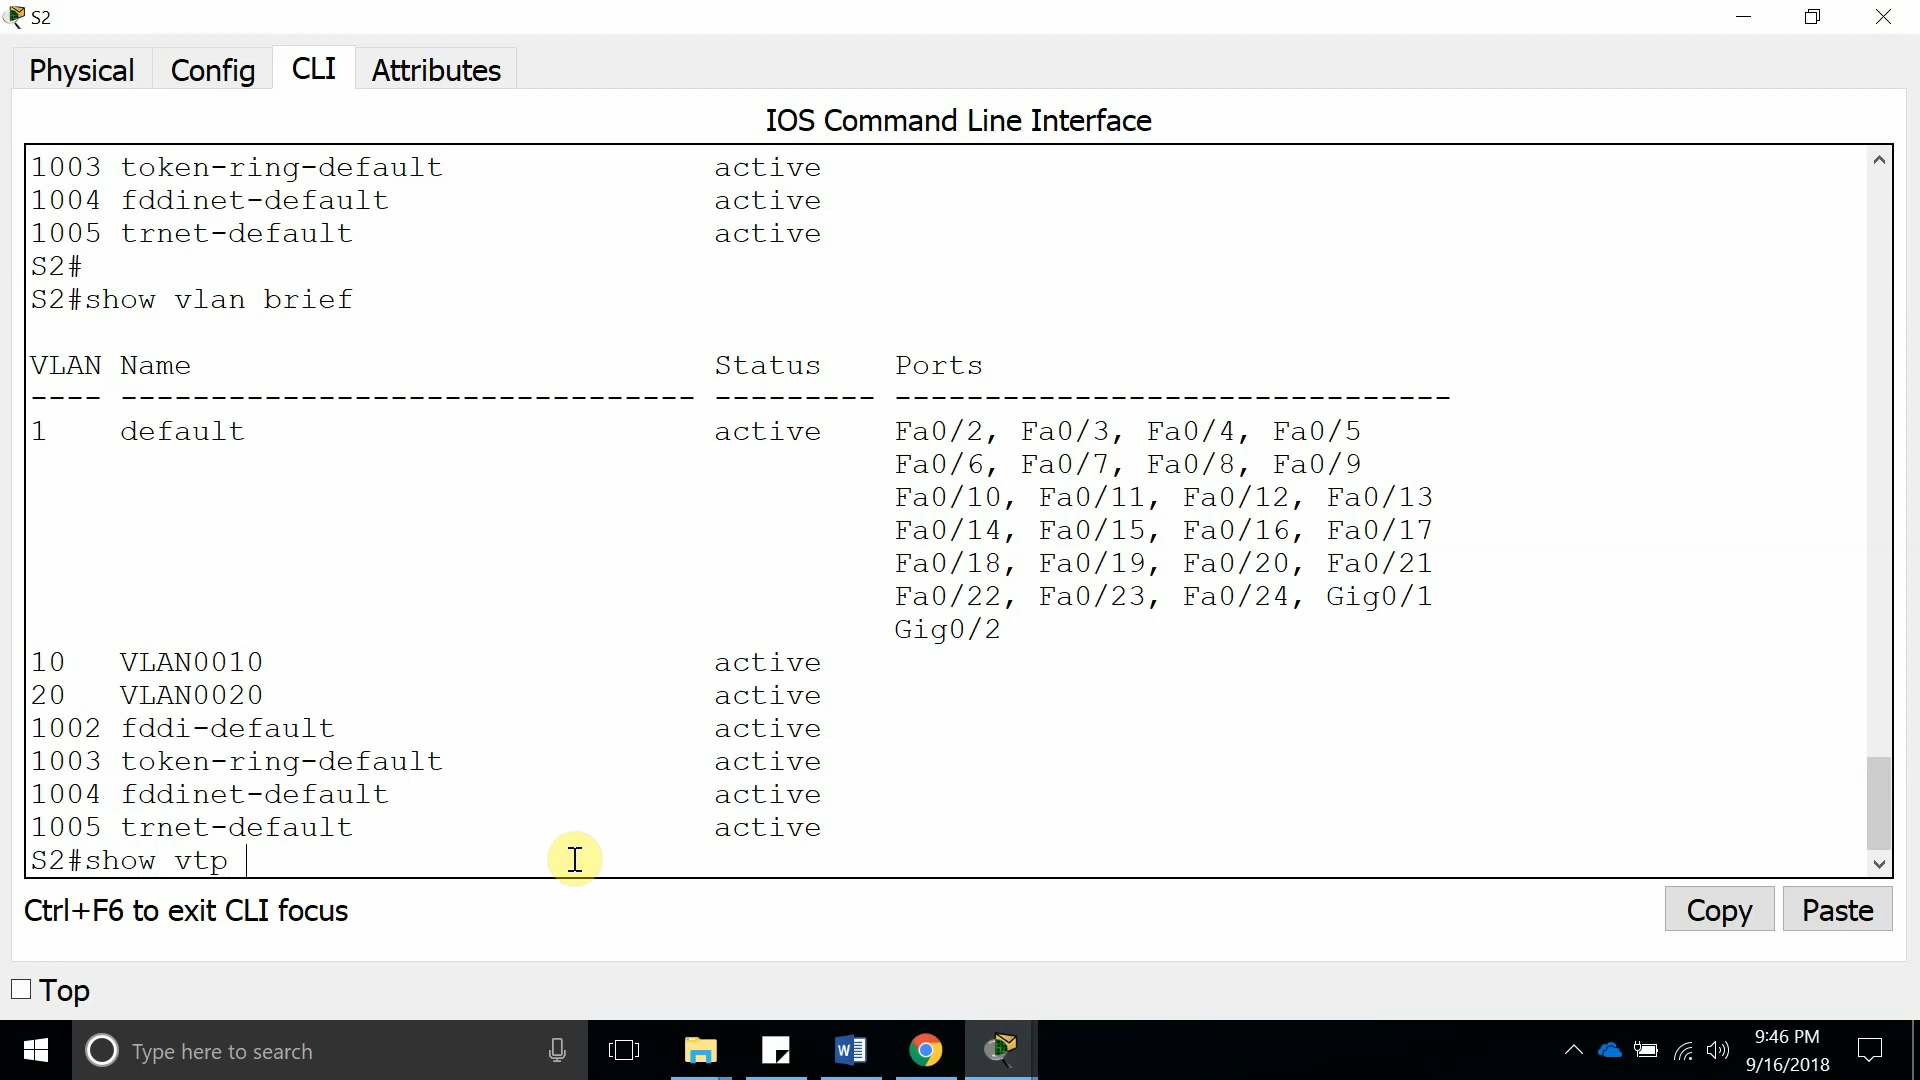 S2
Physical Config CLI Attributes
IOS Command Line Interface
1003 token-ring-default active
1004 fddinet-default active
1005 trnet-default active
S2#
S2#show vlan brief
VLAN Name Status Ports
---- -------------------------------- --------- -------------------------------
1 default active Fa0/2, Fa0/3, Fa0/4, Fa0/5
Fa0/6, Fa0/7, Fa0/8, Fa0/9
Fa0/10, Fa0/11, Fa0/12, Fa0/13
Fa0/14, Fa0/15, Fa0/16, Fa0/17
Fa0/18, Fa0/19, Fa0/20, Fa0/21
Fa0/22, Fa0/23, Fa0/24, Gig0/1
Gig0/2
10 VLAN0010 active
20 VLAN0020 active
1002 fddi-default active
1003 token-ring-default active
1004 fddinet-default active
1005 trnet-default active
S2#show vtp
Ctrl+F6 to exit CLI focus
Copy Paste
Top
Type here to search
9:46 PM
9/16/2018